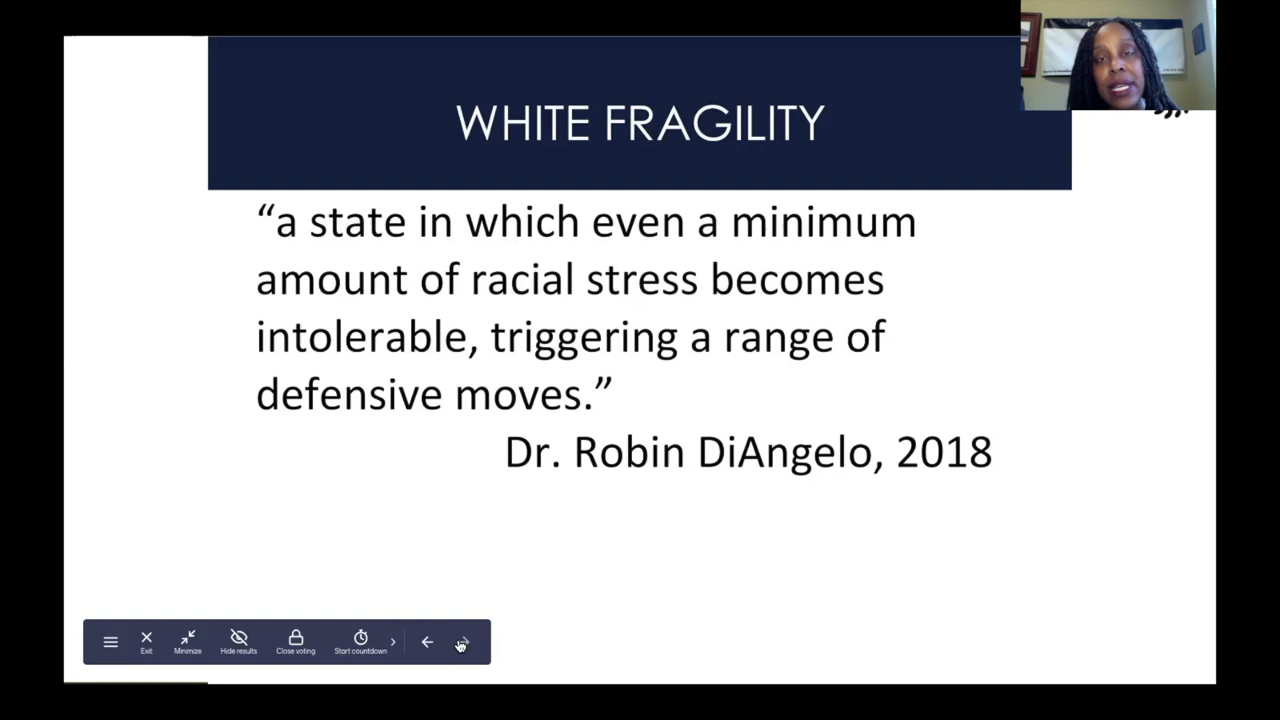 WHITE FRAGILITY
“a state in which even a minimum
amount of racial stress becomes
intolerable, triggering a range of
defensive moves.”
Dr. Robin DiAngelo, 2018
Exit
Minimize
Hide results
Close voting
Start countdown